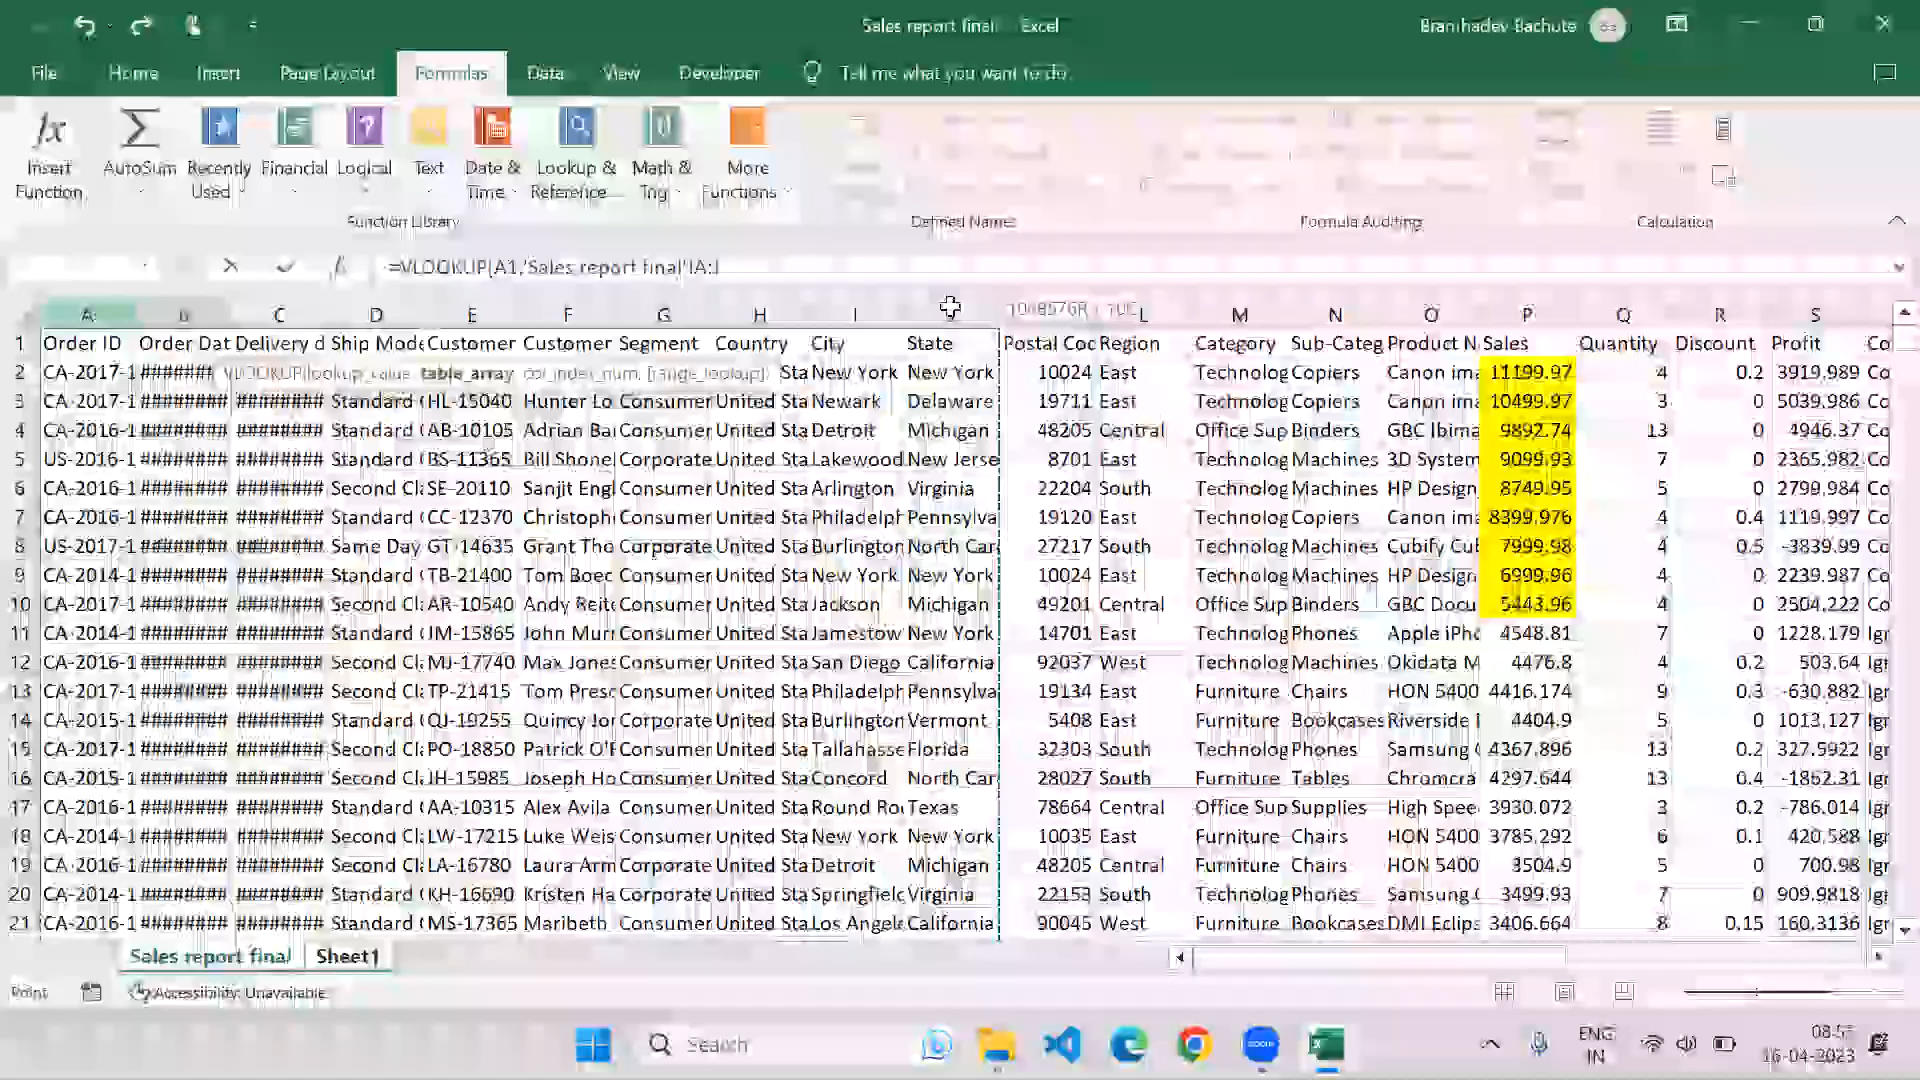 Sales report final - Excel
File Home Insert Page Layout Formulas Data View Developer Tell me what you want to do
Insert Function AutoSum Recently Used Financial Logical Text Date & Time Lookup & Reference Math & Trig More Functions
Function Library Defined Names Formula Auditing Calculation
=VLOOKUP(A1,'Sales report final'!A:J
A B C D E F G H I 1048576R x 10C L M N O P Q R S
1 Order ID Order Dat Delivery d Ship Mode Customer Customer Segment Country City State Postal Coc Region Category Sub-Categ Product N Sales Quantity Discount Profit Co
VLOOKUP(lookup_value, table_array, col_index_num, [range_lookup])
2 CA-2017-1 ####### Sta New York New York 10024 East Technolog Copiers Canon ima 11199.97 4 0.2 3919.989 Co
3 CA-2017-1 ######## ######## Standard HL-15040 Hunter Lo Consumer United Sta Newark Delaware 19711 East Technolog Copiers Canon ima 10499.97 3 0 5039.986 Co
4 CA-2016-1 ######## ######## Standard AB-10105 Adrian Bar Consumer United Sta Detroit Michigan 48205 Central Office Sup Binders GBC Ibima 9892.74 13 0 4946.37 Co
5 US-2016-1 ######## ######## Standard BS-11365 Bill Shone Corporate United Sta Lakewood New Jerse 8701 East Technolog Machines 3D System 9099.93 7 0 2365.982 Co
6 CA-2016-1 ######## ######## Second Cl SE-20110 Sanjit Engl Consumer United Sta Arlington Virginia 22204 South Technolog Machines HP Design 8749.95 5 0 2799.984 Co
7 CA-2016-1 ######## ######## Standard CC-12370 Christoph Consumer United Sta Philadelph Pennsylva 19120 East Technolog Copiers Canon ima 8399.976 4 0.4 1119.997 Co
8 US-2017-1 ######## ######## Same Day GT-14635 Grant Tho Corporate United Sta Burlington North Car 27217 South Technolog Machines Cubify Cub 7999.98 4 0.5 -3839.99 Co
9 CA-2014-1 ######## ######## Standard TB-21400 Tom Boec Consumer United Sta New York New York 10024 East Technolog Machines HP Design 6999.96 4 0 2239.987 Co
10 CA-2017-1 ######## ######## Second Cl AR-10540 Andy Reite Consumer United Sta Jackson Michigan 49201 Central Office Sup Binders GBC Docu 5443.96 4 0 2504.222 Co
11 CA-2014-1 ######## ######## Standard JM-15865 John Murr Consumer United Sta Jamestow New York 14701 East Technolog Phones Apple iPho 4548.81 7 0 1228.179 Igr
12 CA-2016-1 ######## ######## Second Cl MJ-17740 Max Jones Consumer United Sta San Diego California 92037 West Technolog Machines Okidata M 4476.8 4 0.2 503.64 Igr
13 CA-2017-1 ######## ######## Second Cl TP-21415 Tom Presc Consumer United Sta Philadelph Pennsylva 19134 East Furniture Chairs HON 5400 4416.174 9 0.3 -630.882 Igr
14 CA-2015-1 ######## ######## Standard QJ-19255 Quincy Jor Corporate United Sta Burlington Vermont 5408 East Furniture Bookcases Riverside 4404.9 5 0 1013.127 Igr
15 CA-2017-1 ######## ######## Second Cl PO-18850 Patrick O'B Consumer United Sta Tallahasse Florida 32303 South Technolog Phones Samsung 4367.896 13 0.2 327.5922 Igr
16 CA-2015-1 ######## ######## Second Cl JH-15985 Joseph Ho Consumer United Sta Concord North Car 28027 South Furniture Tables Chromcra 4297.644 13 0.4 -1862.31 Igr
17 CA-2016-1 ######## ######## Standard AA-10315 Alex Avila Consumer United Sta Round Roc Texas 78664 Central Office Sup Supplies High Spee 3930.072 3 0.2 -786.014 Igr
18 CA-2014-1 ######## ######## Second Cl LW-17215 Luke Weis Consumer United Sta New York New York 10035 East Furniture Chairs HON 5400 3785.292 6 0.1 420.588 Igr
19 CA-2016-1 ######## ######## Second Cl LA-16780 Laura Arm Corporate United Sta Detroit Michigan 48205 Central Furniture Chairs HON 5400 3504.9 5 0 700.98 Igr
20 CA-2014-1 ######## ######## Standard KH-16690 Kristen Ha Corporate United Sta Springfield Virginia 22153 South Technolog Phones Samsung 3499.93 7 0 909.9818 Igr
21 CA-2016-1 ######## ######## Second Cl MS-17365 Maribeth Consumer United Sta Los Angele California 90045 West Furniture Bookcases DMI Eclips 3406.664 8 0.15 160.3136 Igr
Sales report final Sheet1
Point Accessibility: Unavailable
Search zoom ENG IN 16-04-2023